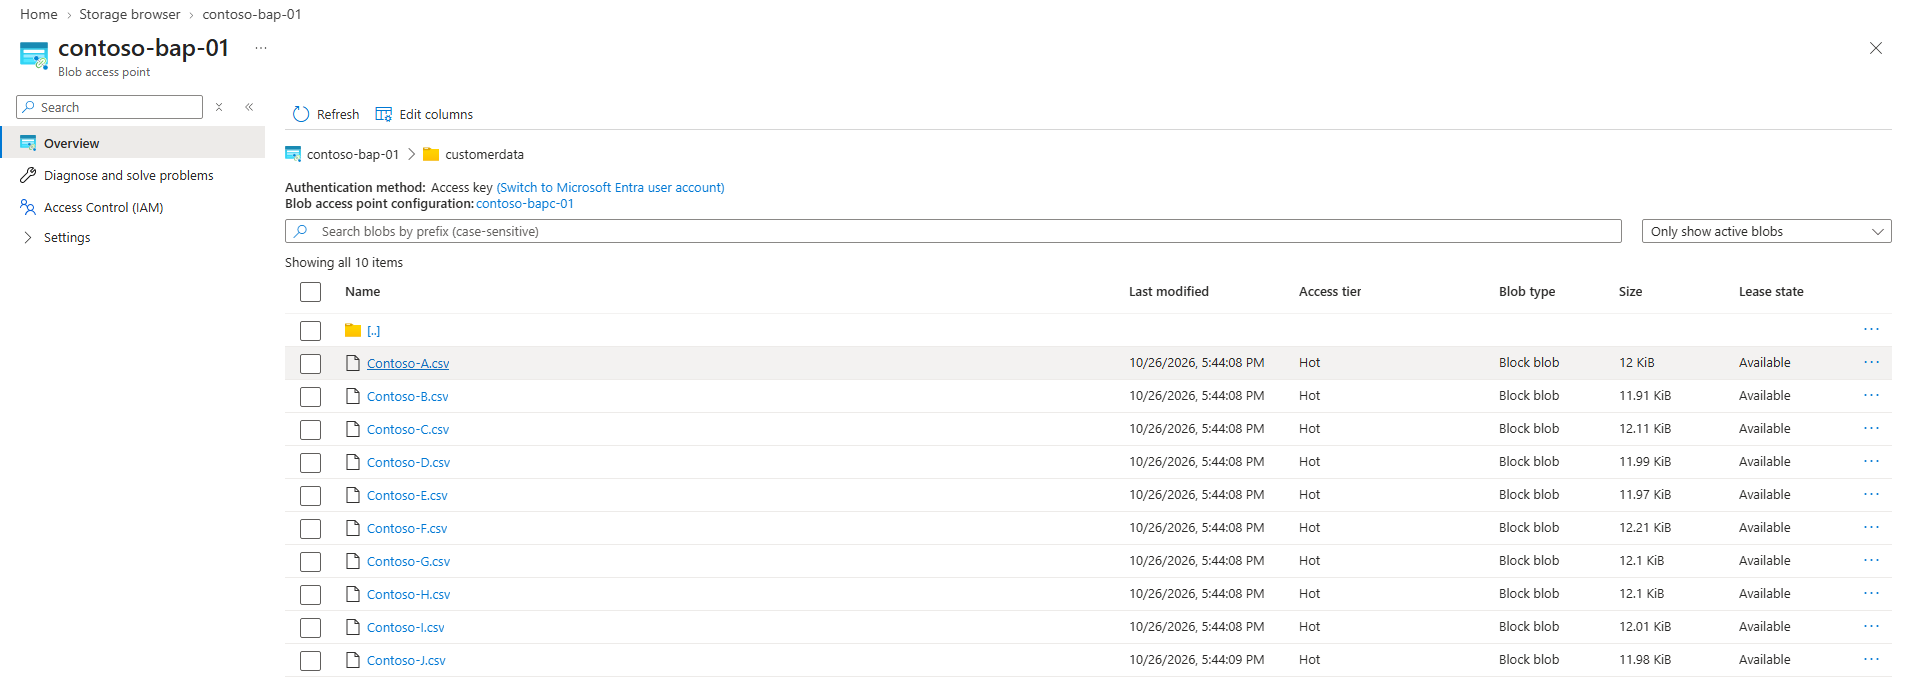 Home > Storage browser > contoso-bap-01
contoso-bap-01 ...
Blob access point
Search
Overview
Diagnose and solve problems
Access Control (IAM)
Settings
Refresh Edit columns
contoso-bap-01 > customerdata
Authentication method: Access key (Switch to Microsoft Entra user account)
Blob access point configuration: contoso-bapc-01
Search blobs by prefix (case-sensitive) Only show active blobs
Showing all 10 items
Name Last modified Access tier Blob type Size Lease state
[..] ...
Contoso-A.csv 10/26/2026, 5:44:08 PM Hot Block blob 12 KiB Available ...
Contoso-B.csv 10/26/2026, 5:44:08 PM Hot Block blob 11.91 KiB Available ...
Contoso-C.csv 10/26/2026, 5:44:08 PM Hot Block blob 12.11 KiB Available ...
Contoso-D.csv 10/26/2026, 5:44:08 PM Hot Block blob 11.99 KiB Available ...
Contoso-E.csv 10/26/2026, 5:44:08 PM Hot Block blob 11.97 KiB Available ...
Contoso-F.csv 10/26/2026, 5:44:08 PM Hot Block blob 12.21 KiB Available ...
Contoso-G.csv 10/26/2026, 5:44:08 PM Hot Block blob 12.1 KiB Available ...
Contoso-H.csv 10/26/2026, 5:44:08 PM Hot Block blob 12.1 KiB Available ...
Contoso-I.csv 10/26/2026, 5:44:08 PM Hot Block blob 12.01 KiB Available ...
Contoso-J.csv 10/26/2026, 5:44:09 PM Hot Block blob 11.98 KiB Available ...